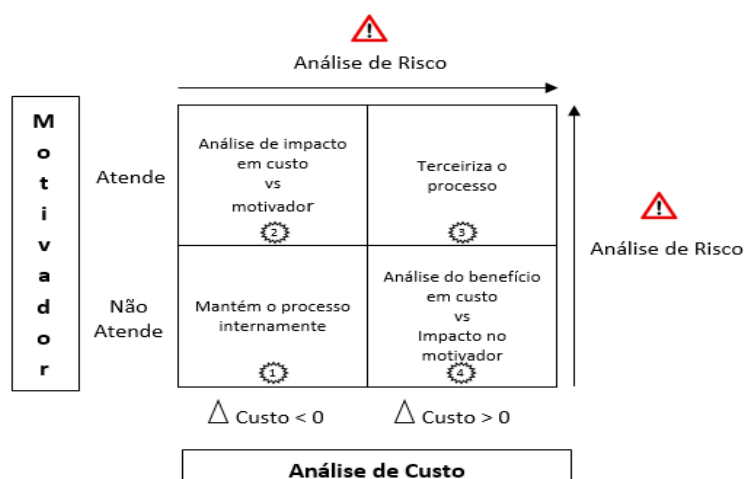 !
Análise de Risco
Motivador
Atende
Análise de impacto
em custo
vs
motivador
2
Terceiriza o
processo
3
!
Análise de Risco
Não
Atende
Mantém o processo
internamente
1
Análise do benefício
em custo
vs
Impacto no
motivador
4
△ Custo < 0
△ Custo > 0
Análise de Custo